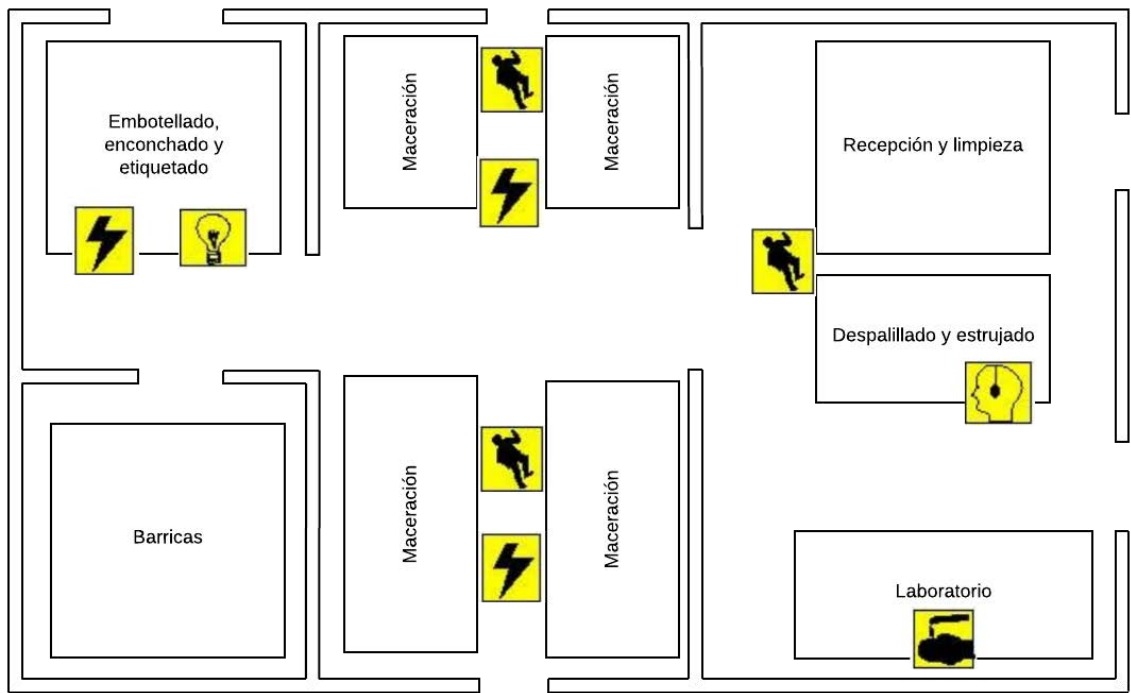 Embotellado,
enconchado y
etiquetado
Maceración
Maceración
Recepción y limpieza
Despalillado y estrujado
Barricas
Maceración
Maceración
Laboratorio